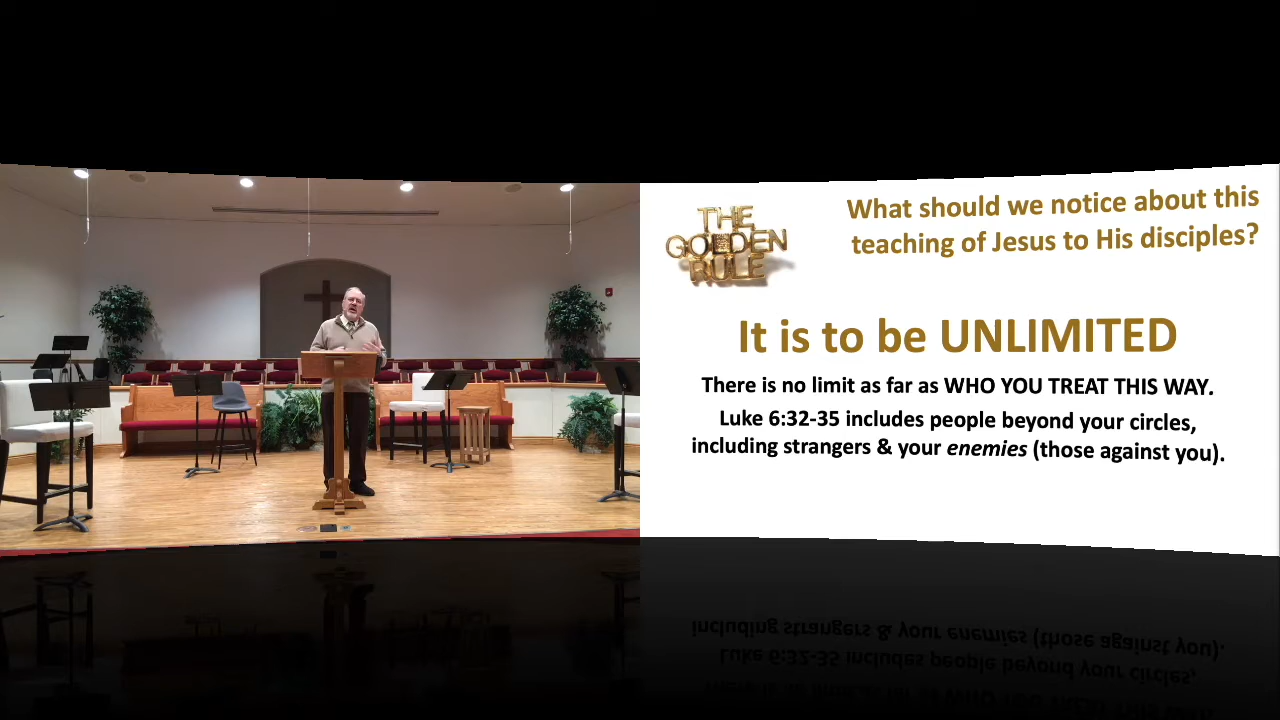 THE
GOLDEN
RULE
What should we notice about this
teaching of Jesus to His disciples?
It is to be UNLIMITED
There is no limit as far as WHO YOU TREAT THIS WAY.
Luke 6:32-35 includes people beyond your circles,
including strangers & your enemies (those against you).